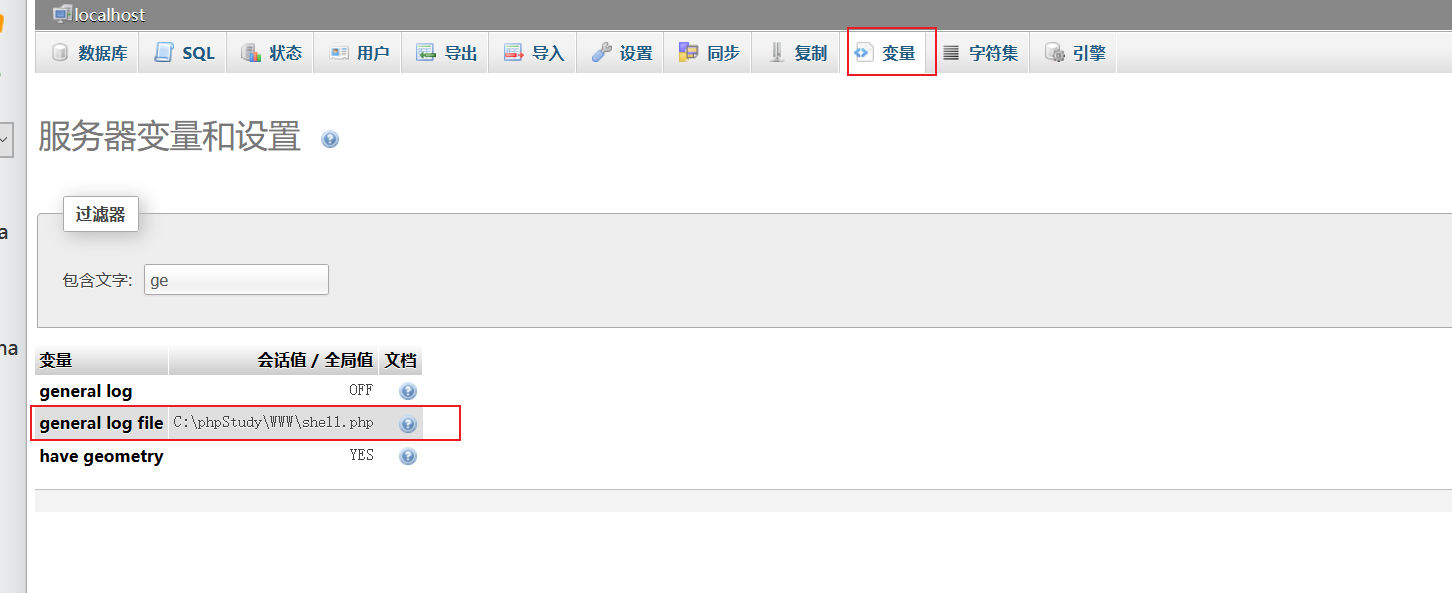 localhost
数据库 SQL 状态 用户 导出 导入 设置 同步 复制 变量 字符集 引擎
服务器变量和设置
过滤器
a
包含文字: ge
na
变量 会话值 / 全局值 文档
general log OFF
general log file C:\phpStudy\WWW\shell.php
have geometry YES